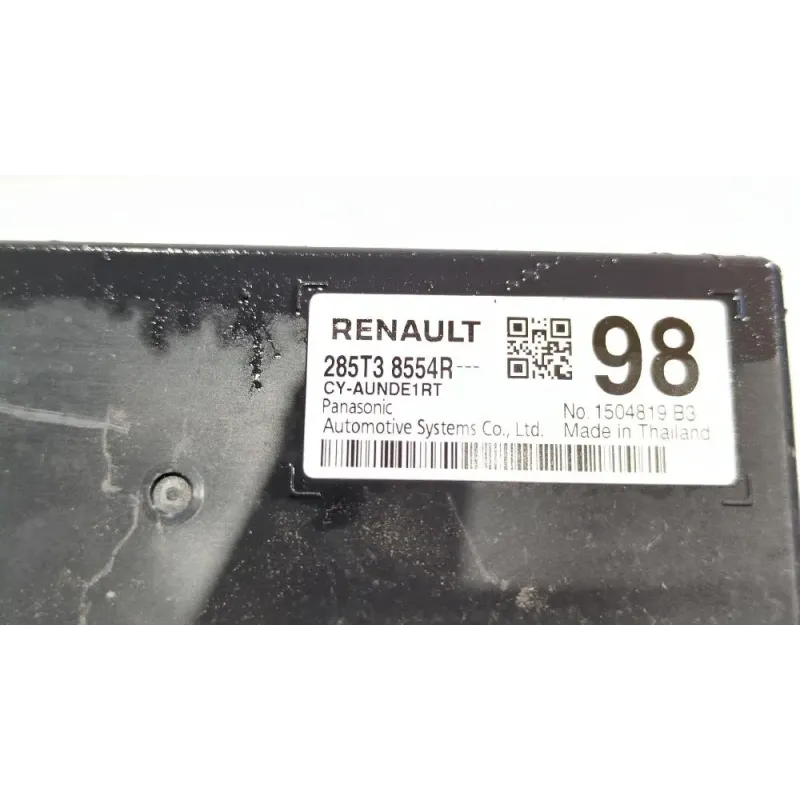 RENAULT
285T3 8554R---
CY-AUNDE1RT
Panasonic
Automotive Systems Co., Ltd.
98
No. 1504819 B3
Made in Thailand